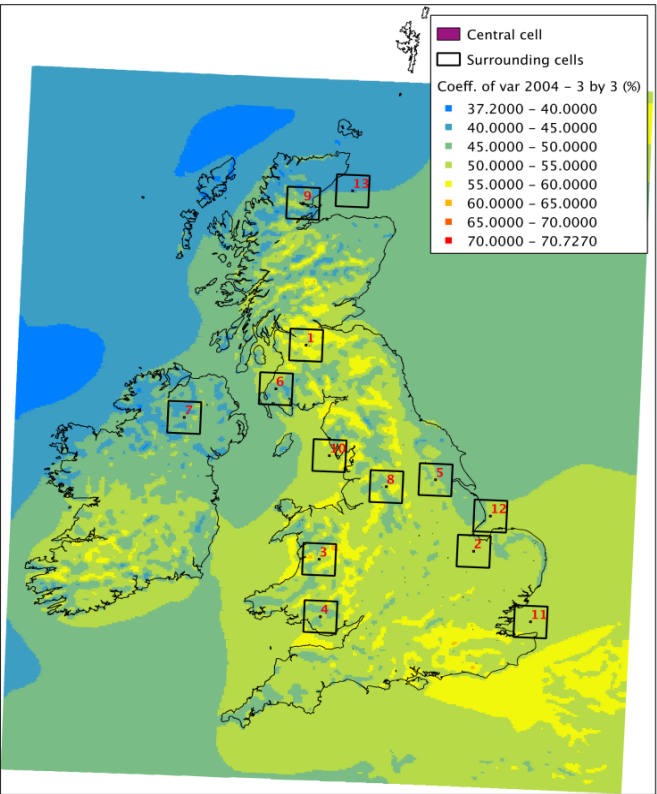 Central cell
Surrounding cells
Coeff. of var 2004 - 3 by 3 (%)
37.2000 - 40.0000
40.0000 - 45.0000
45.0000 - 50.0000
50.0000 - 55.0000
55.0000 - 60.0000
60.0000 - 65.0000
65.0000 - 70.0000
70.0000 - 70.7270
13
9
1
6
7
10
5
8
12
2
3
4
11